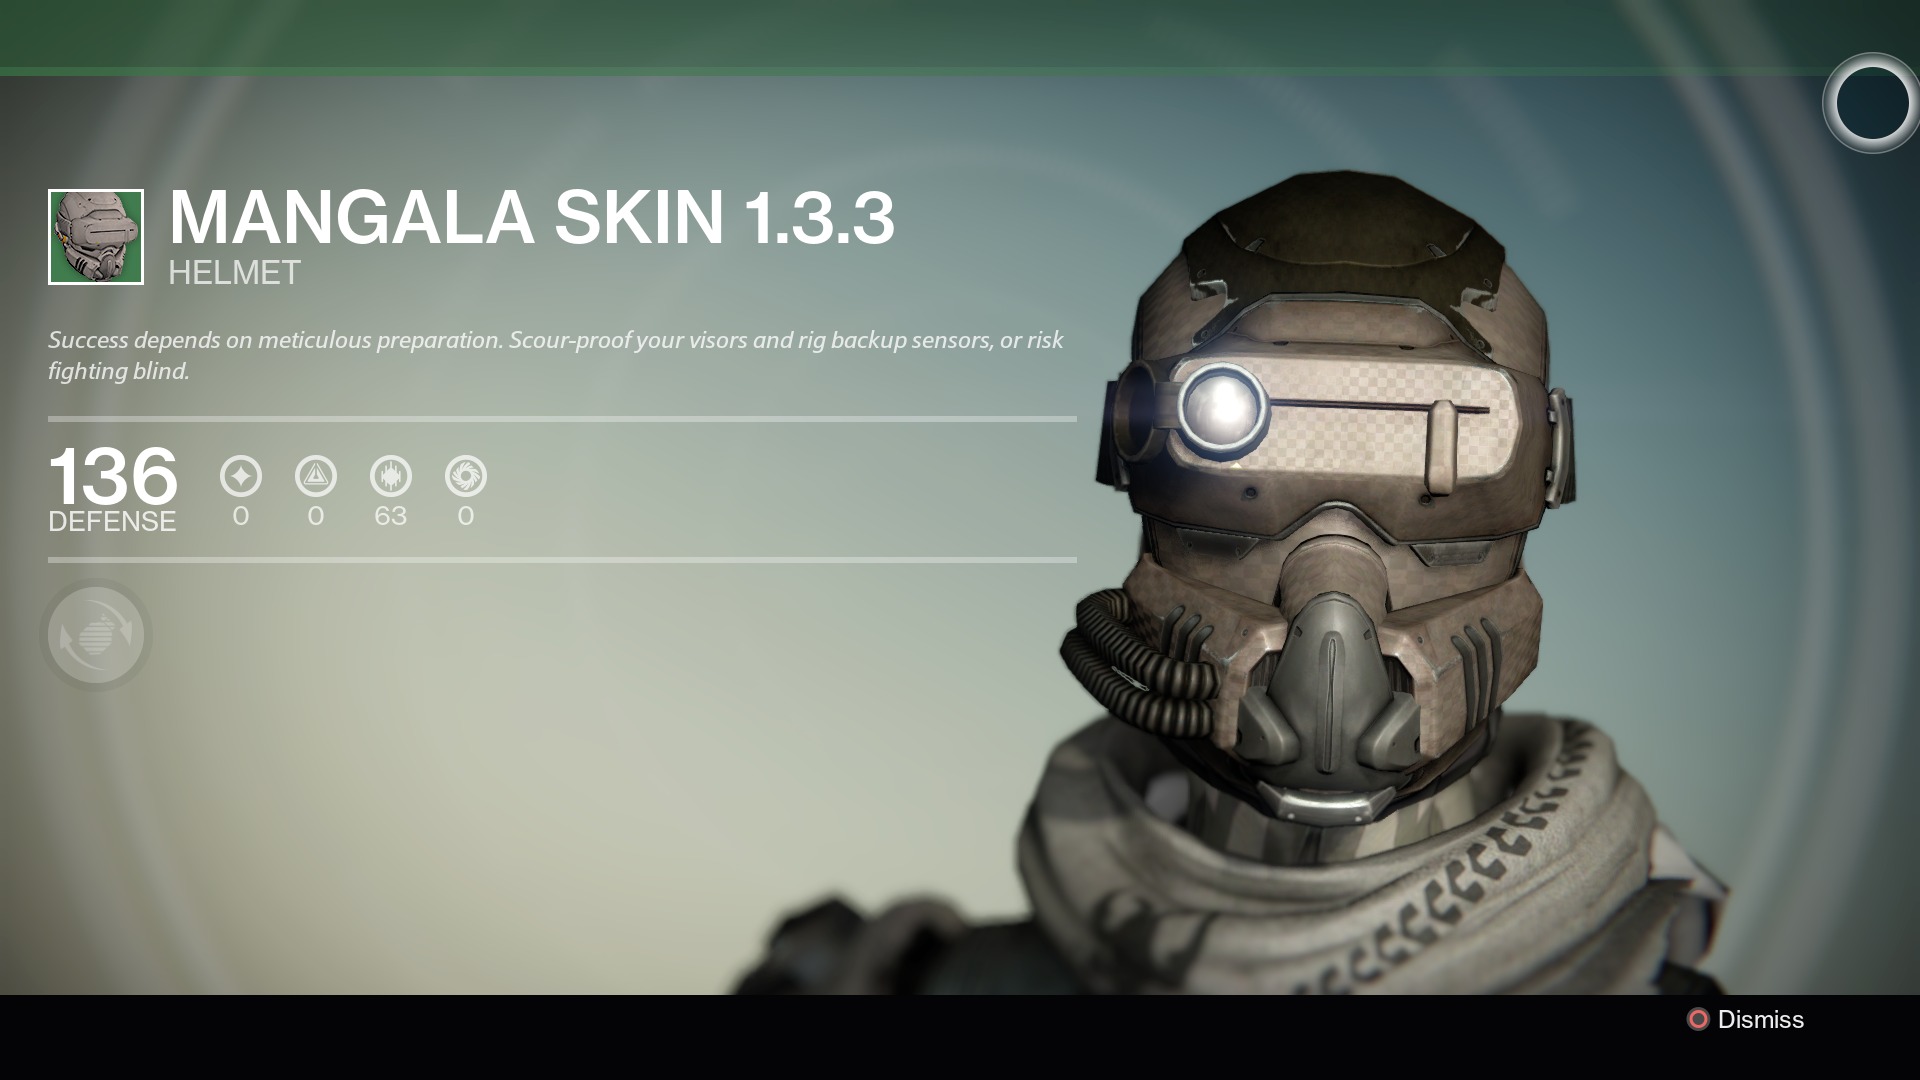 MANGALA SKIN 1.3.3
HELMET
Success depends on meticulous preparation. Scour-proof your visors and rig backup sensors, or risk
fighting blind.
136
DEFENSE
0 0 63 0
Dismiss